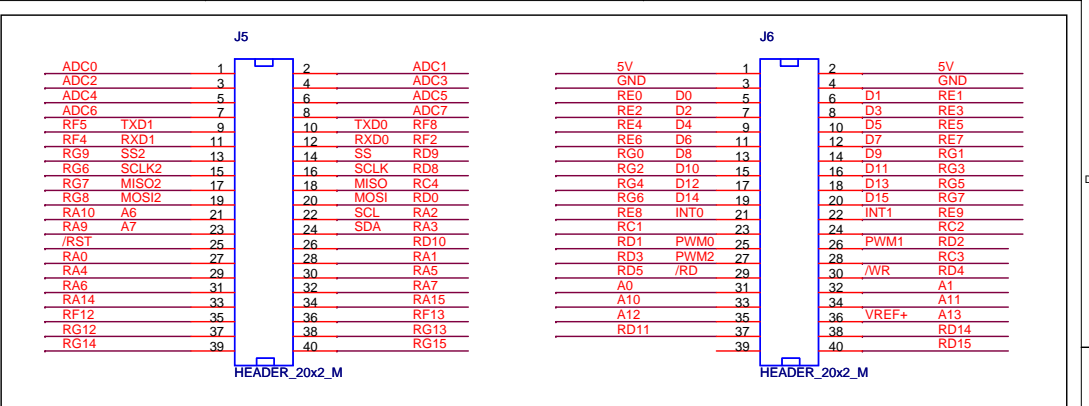 J5 J6
ADC0 1 2 ADC1 5V 1 2 5V
ADC2 3 4 ADC3 GND 3 4 GND
ADC4 5 6 ADC5 RE0 D0 5 6 D1 RE1
ADC6 7 8 ADC7 RE2 D2 7 8 D3 RE3
RF5 TXD1 9 10 TXD0 RF8 RE4 D4 9 10 D5 RE5
RF4 RXD1 11 12 RXD0 RF2 RE6 D6 11 12 D7 RE7
RG9 SS2 13 14 SS RD9 RG0 D8 13 14 D9 RG1
RG6 SCLK2 15 16 SCLK RD8 RG2 D10 15 16 D11 RG3
RG7 MISO2 17 18 MISO RC4 RG4 D12 17 18 D13 RG5
RG8 MOSI2 19 20 MOSI RD0 RG6 D14 19 20 D15 RG7
RA10 A6 21 22 SCL RA2 RE8 INT0 21 22 INT1 RE9
RA9 A7 23 24 SDA RA3 RC1 23 24 RC2
/RST 25 26 RD10 RD1 PWM0 25 26 PWM1 RD2
RA0 27 28 RA1 RD3 PWM2 27 28 RC3
RA4 29 30 RA5 RD5 /RD 29 30 /WR RD4
RA6 31 32 RA7 A0 31 32 A1
RA14 33 34 RA15 A10 33 34 A11
RF12 35 36 RF13 A12 35 36 VREF+ A13
RG12 37 38 RG13 RD11 37 38 RD14
RG14 39 40 RG15 39 40 RD15
HEADER_20x2_M HEADER_20x2_M